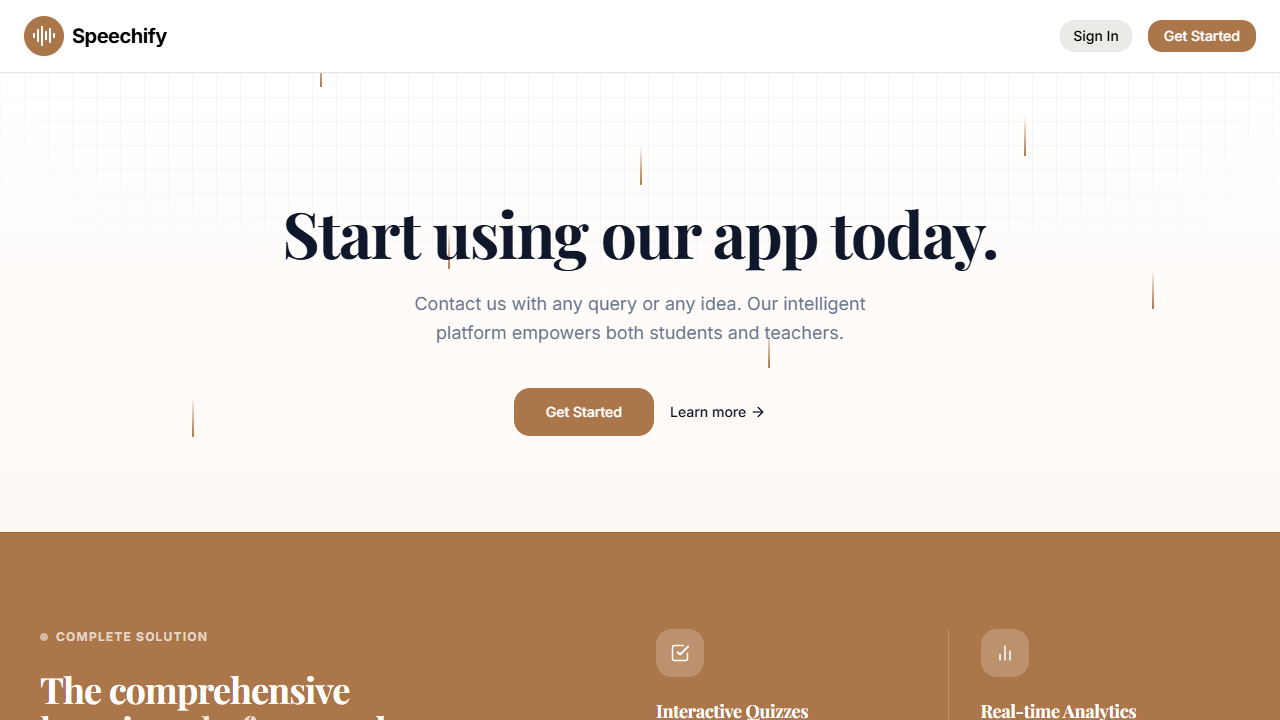 Speechify
Sign In
Get Started
Start using our app today.
Contact us with any query or any idea. Our intelligent
platform empowers both students and teachers.
Get Started
Learn more
COMPLETE SOLUTION
The comprehensive
Interactive Quizzes
Real-time Analytics